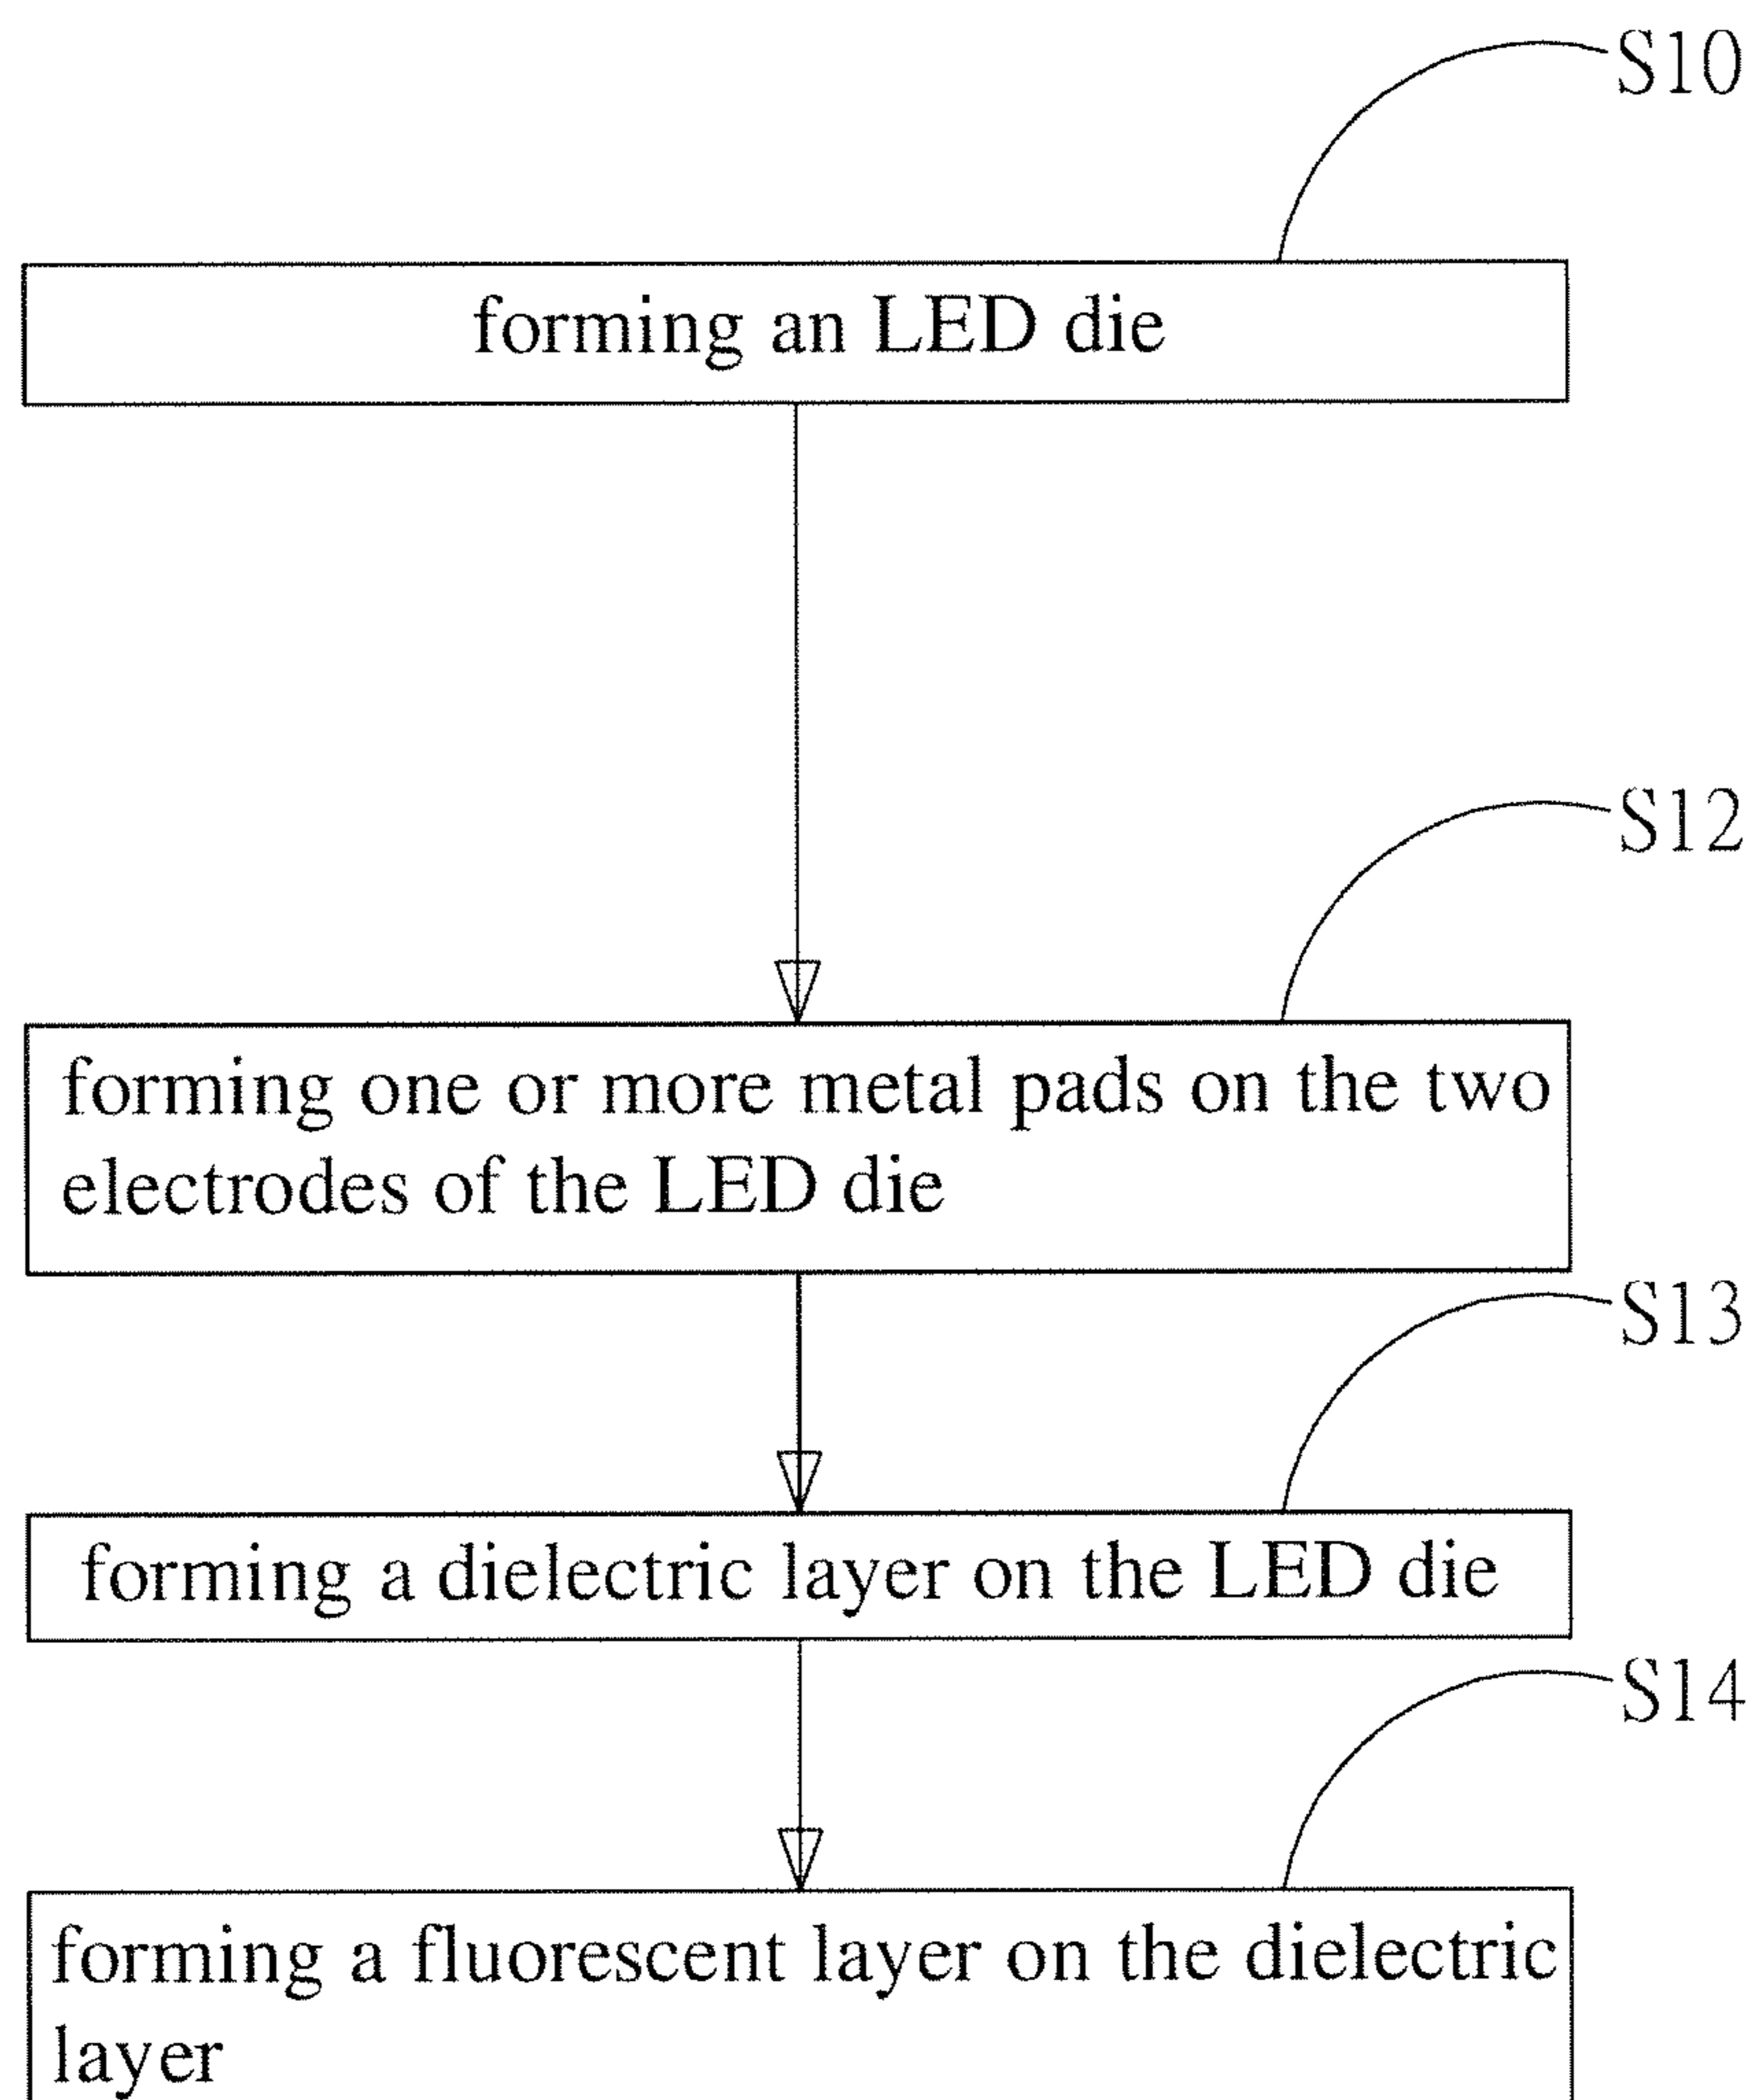 S10
forming an LED die
S12
forming one or more metal pads on the two
electrodes of the LED die
S13
forming a dielectric layer on the LED die
S14
forming a fluorescent layer on the dielectric
layer